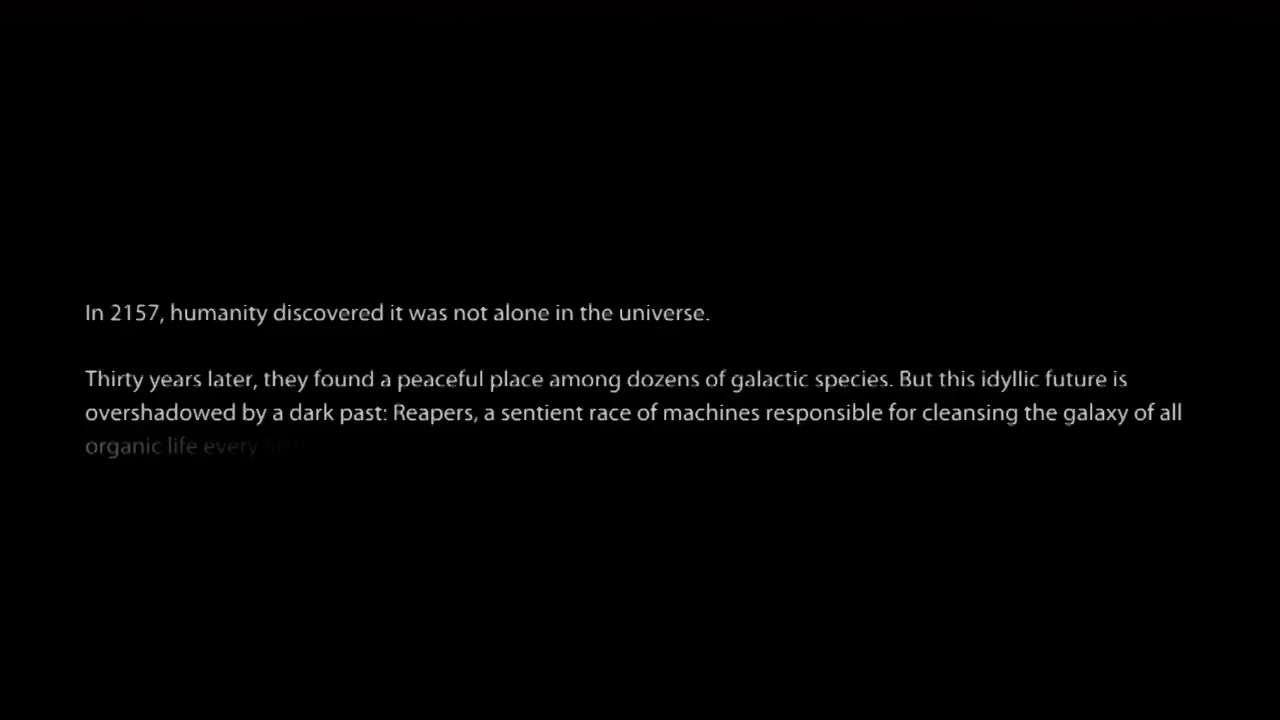 In 2157, humanity discovered it was not alone in the universe.
Thirty years later, they found a peaceful place among dozens of galactic species. But this idyllic future is
overshadowed by a dark past: Reapers, a sentient race of machines responsible for cleansing the galaxy of all
organic life every